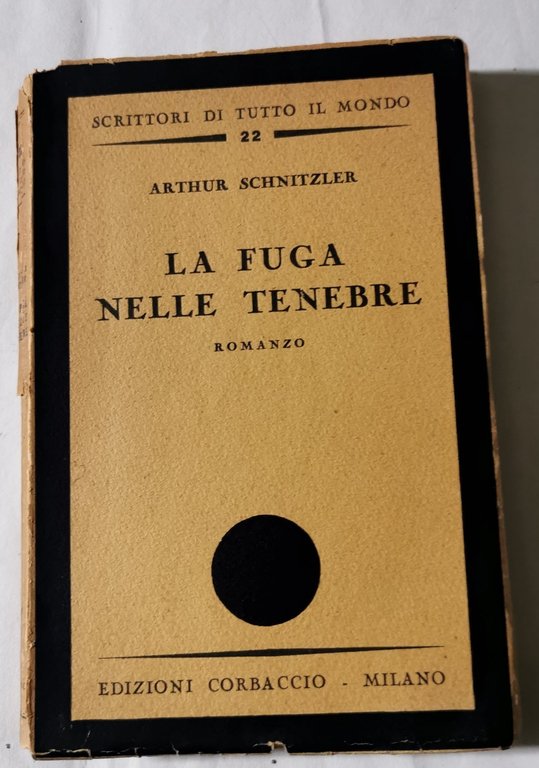 SCRITTORI DI TUTTO IL MONDO
22
ARTHUR SCHNITZLER
LA FUGA
NELLE TENEBRE
ROMANZO
EDIZIONI CORBACCIO - MILANO